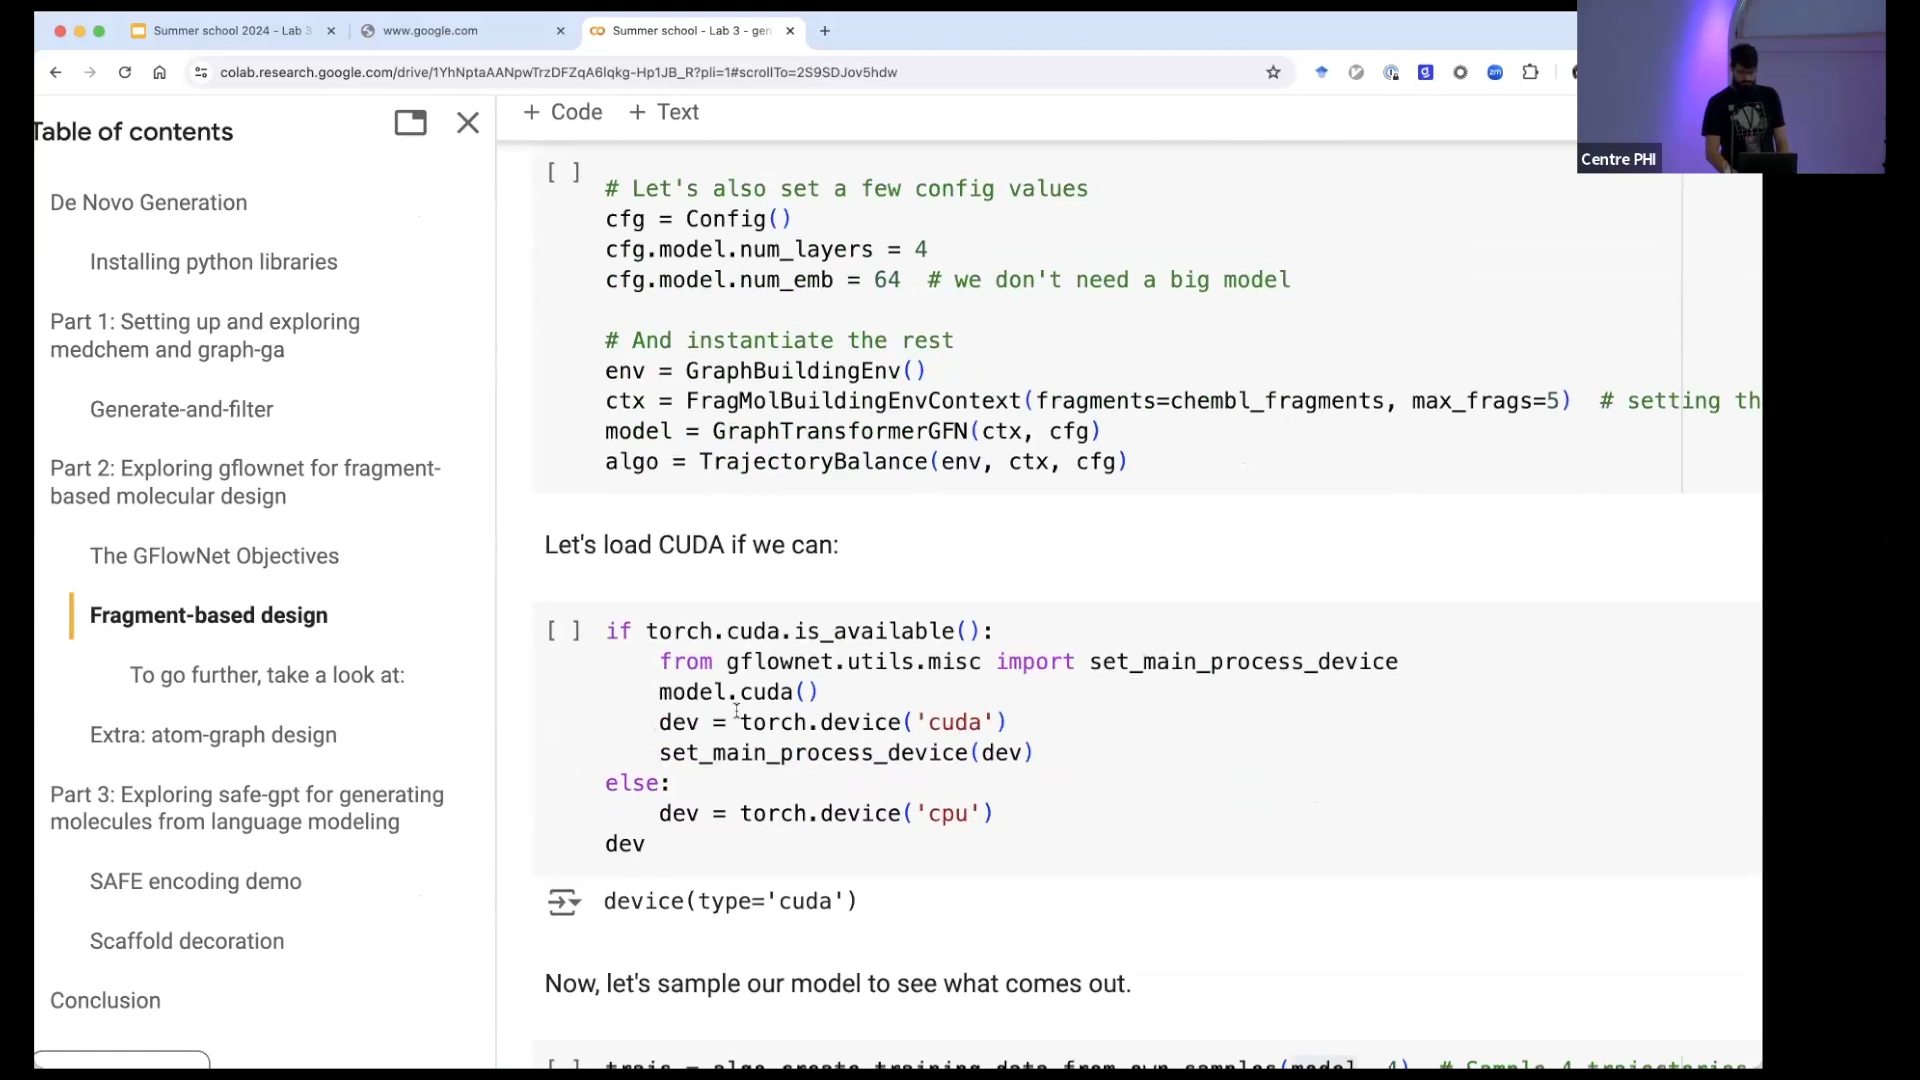 Summer school 2024 - Lab 3
www.google.com
Summer school - Lab 3 - gen
colab.research.google.com/drive/1YhNptaAANpwTrzDFZqA6lqkg-Hp1JB_R?pli=1#scrollTo=2S9SDJov5hdw
Centre PHI
Table of contents
De Novo Generation
Installing python libraries
Part 1: Setting up and exploring
medchem and graph-ga
Generate-and-filter
Part 2: Exploring gflownet for fragment-
based molecular design
The GFlowNet Objectives
Fragment-based design
To go further, take a look at:
Extra: atom-graph design
Part 3: Exploring safe-gpt for generating
molecules from language modeling
SAFE encoding demo
Scaffold decoration
Conclusion
+ Code + Text
[ ]
# Let's also set a few config values
cfg = Config()
cfg.model.num_layers = 4
cfg.model.num_emb = 64  # we don't need a big model
# And instantiate the rest
env = GraphBuildingEnv()
ctx = FragMolBuildingEnvContext(fragments=chembl_fragments, max_frags=5)  # setting th
model = GraphTransformerGFN(ctx, cfg)
algo = TrajectoryBalance(env, ctx, cfg)
Let's load CUDA if we can:
[ ] if torch.cuda.is_available():
from gflownet.utils.misc import set_main_process_device
model.cuda()
dev = torch.device('cuda')
set_main_process_device(dev)
else:
dev = torch.device('cpu')
dev
device(type='cuda')
Now, let's sample our model to see what comes out.
[ ] trajs = algo.create_training_data_from_own_samples(model, 4)  # Sample 4 trajectories